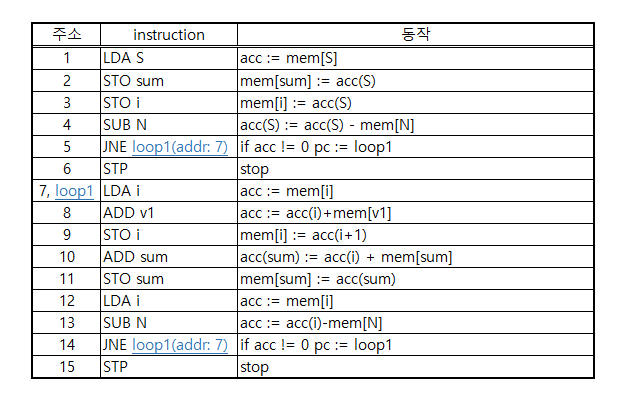 주소 instruction 동작
1 LDA S acc := mem[S]
2 STO sum mem[sum] := acc(S)
3 STO i mem[i] := acc(S)
4 SUB N acc(S) := acc(S) - mem[N]
5 JNE loop1(addr: 7) if acc != 0 pc := loop1
6 STP stop
7, loop1 LDA i acc := mem[i]
8 ADD v1 acc := acc(i)+mem[v1]
9 STO i mem[i] := acc(i+1)
10 ADD sum acc(sum) := acc(i) + mem[sum]
11 STO sum mem[sum] := acc(sum)
12 LDA i acc := mem[i]
13 SUB N acc := acc(i)-mem[N]
14 JNE loop1(addr: 7) if acc != 0 pc := loop1
15 STP stop